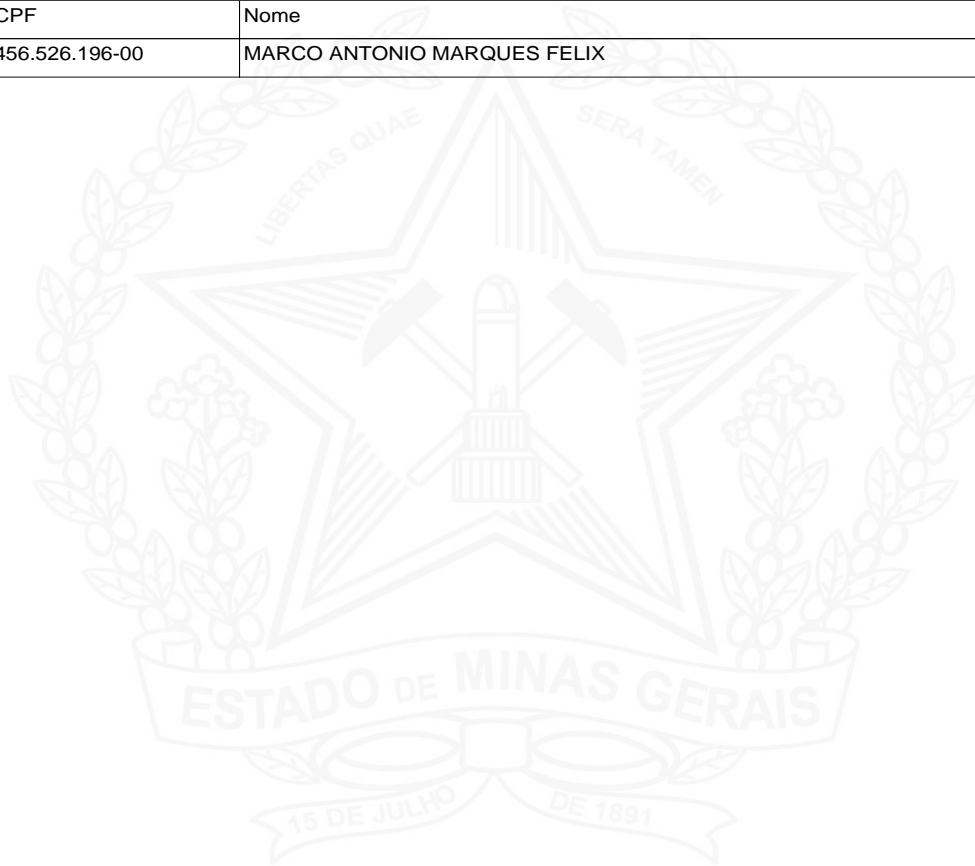 CPF Nome
456.526.196-00 MARCO ANTONIO MARQUES FELIX
LIBERTAS QUAE SERA TAMEN
ESTADO DE MINAS GERAIS
15 DE JULHO DE 1891